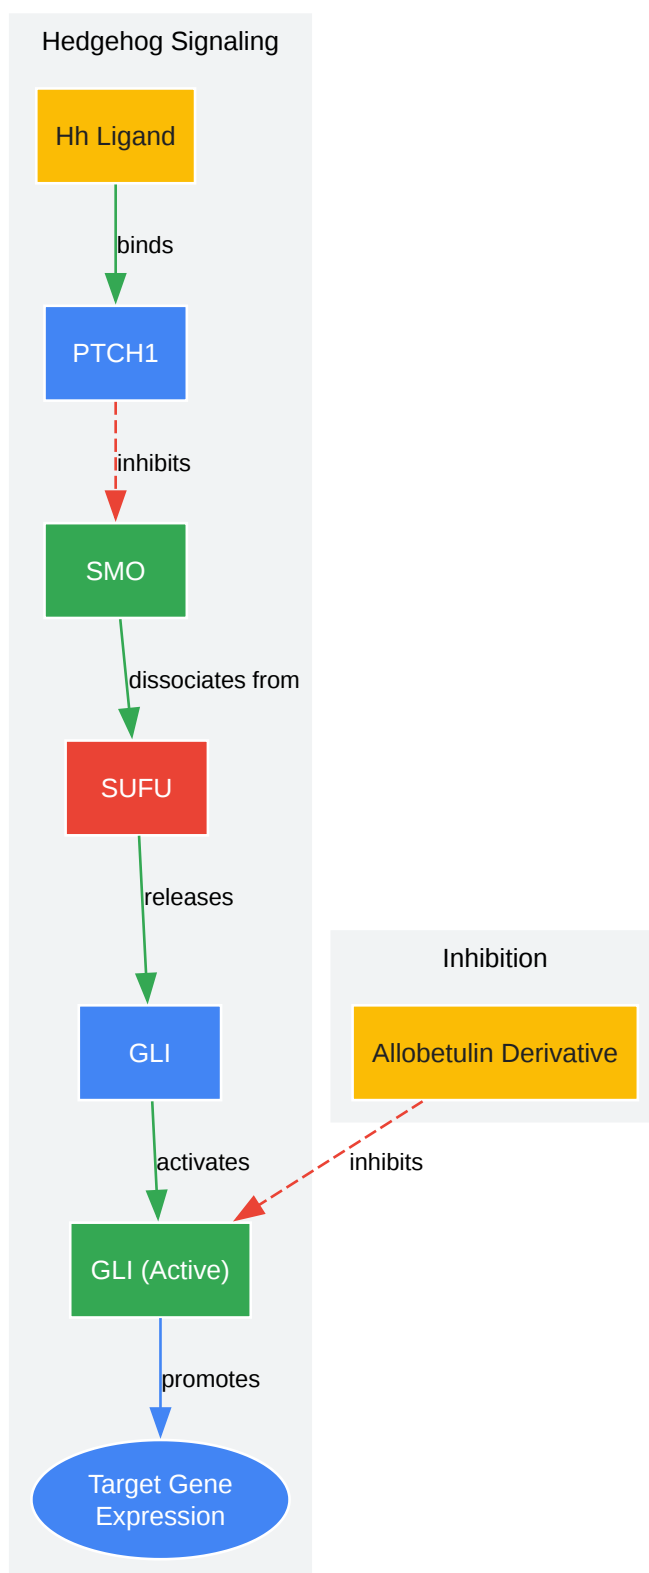 Hedgehog Signaling
Hh Ligand
binds
PTCH1
inhibits
SMO
dissociates from
SUFU
releases
Inhibition
GLI
Allobetulin Derivative
activates
inhibits
GLI (Active)
promotes
Target Gene
Expression